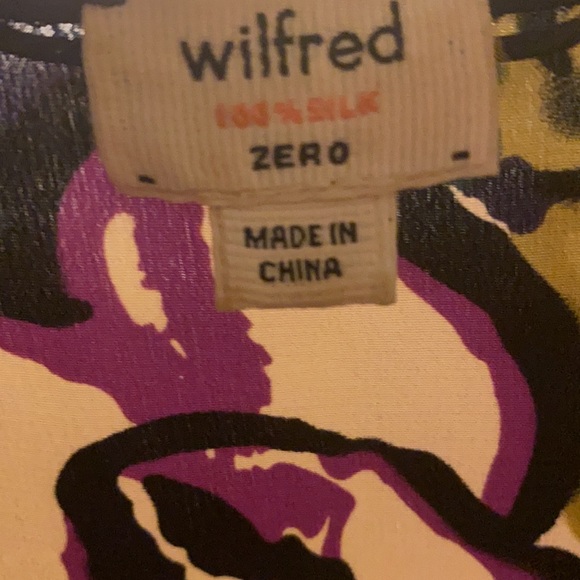 wilfred
100% SILK
ZERO
MADE IN
CHINA